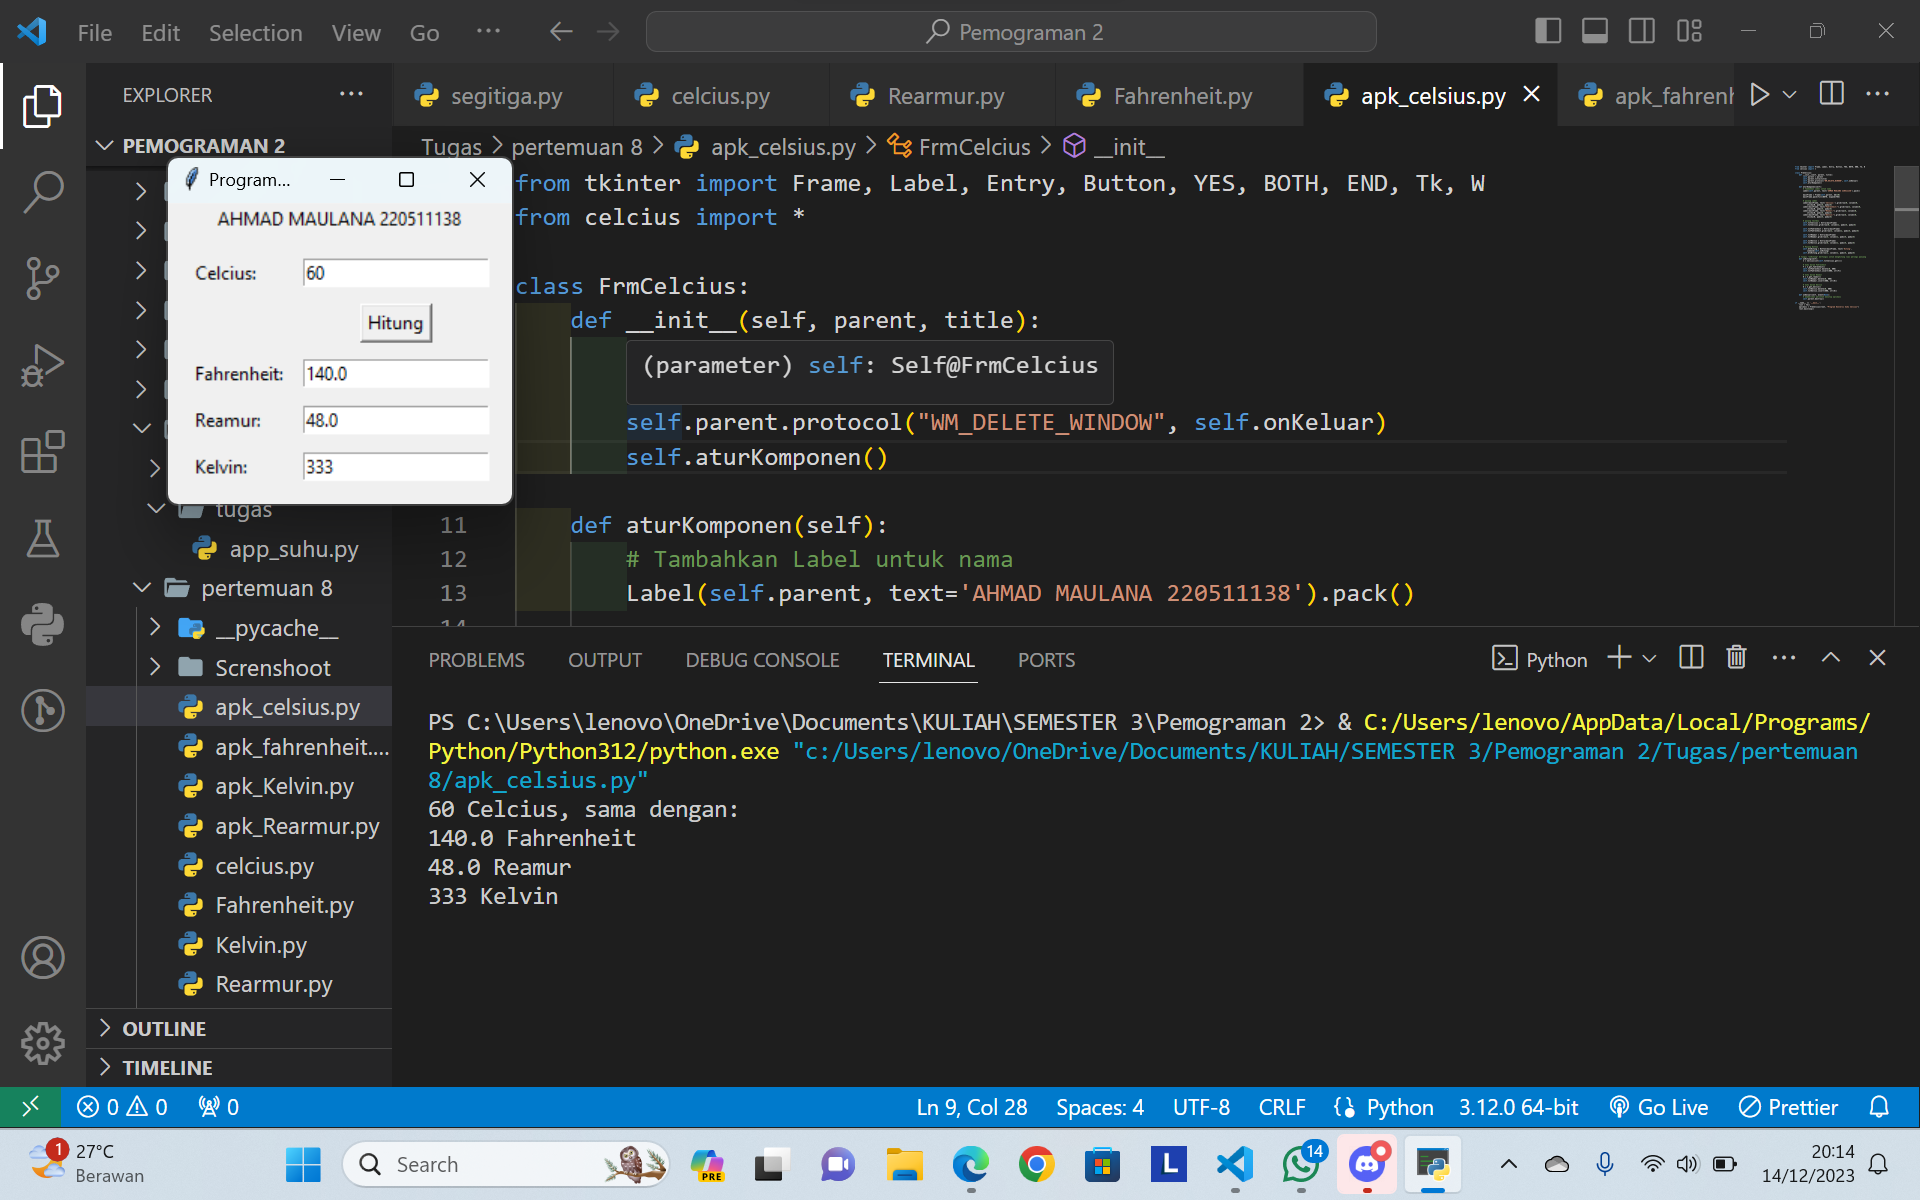 File Edit Selection View Go ··· Pemograman 2
EXPLORER
segitiga.py celcius.py Rearmur.py Fahrenheit.py apk_celsius.py apk_fahrenh
PEMOGRAMAN 2
Tugas > pertemuan 8 > apk_celsius.py > FrmCelcius > __init__
Program...
AHMAD MAULANA 220511138
Celcius: 60
Hitung
Fahrenheit: 140.0
Reamur: 48.0
Kelvin: 333
from tkinter import Frame, Label, Entry, Button, YES, BOTH, END, Tk, W
from celcius import *
class FrmCelcius:
def __init__(self, parent, title):
(parameter) self: Self@FrmCelcius
self.parent.protocol("WM_DELETE_WINDOW", self.onKeluar)
self.aturKomponen()
11 def aturKomponen(self):
12 # Tambahkan Label untuk nama
13 Label(self.parent, text='AHMAD MAULANA 220511138').pack()
14
tugas
app_suhu.py
pertemuan 8
__pycache__
Scrnshoot
apk_celsius.py
apk_fahrenheit....
apk_Kelvin.py
apk_Rearmur.py
celcius.py
Fahrenheit.py
Kelvin.py
Rearmur.py
OUTLINE
TIMELINE
PROBLEMS OUTPUT DEBUG CONSOLE TERMINAL PORTS Python
PS C:\Users\lenovo\OneDrive\Documents\KULIAH\SEMESTER 3\Pemograman 2> & C:/Users/lenovo/AppData/Local/Programs/
Python/Python312/python.exe "c:/Users/lenovo/OneDrive/Documents/KULIAH/SEMESTER 3/Pemograman 2/Tugas/pertemuan
8/apk_celsius.py"
60 Celcius, sama dengan:
140.0 Fahrenheit
48.0 Reamur
333 Kelvin
0 0 0 Ln 9, Col 28 Spaces: 4 UTF-8 CRLF Python 3.12.0 64-bit Go Live Prettier
1 27°C
Berawan
Search
PRE
L
14
20:14
14/12/2023